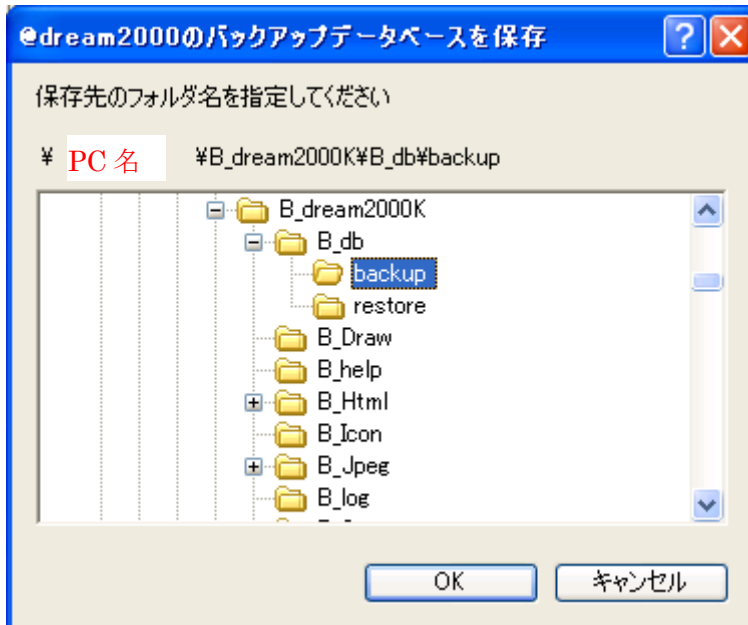 @dream2000のバックアップデータベースを保存
保存先のフォルダ名を指定してください
¥ PC 名 ¥B_dream2000K¥B_db¥backup
B_dream2000K
B_db
backup
restore
B_Draw
B_help
B_Html
B_Icon
B_Jpeg
B_log
OK キャンセル